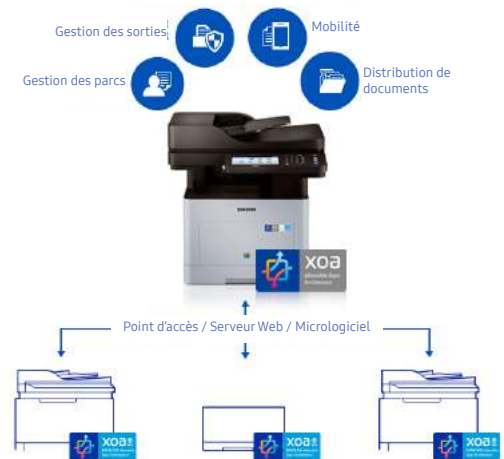 Gestion des sorties
Mobilité
Gestion des parcs
Distribution de
documents
SAMSUNG
xoa
Point d'accès / Serveur Web / Micrologiciel
xoa
xoa
xoa